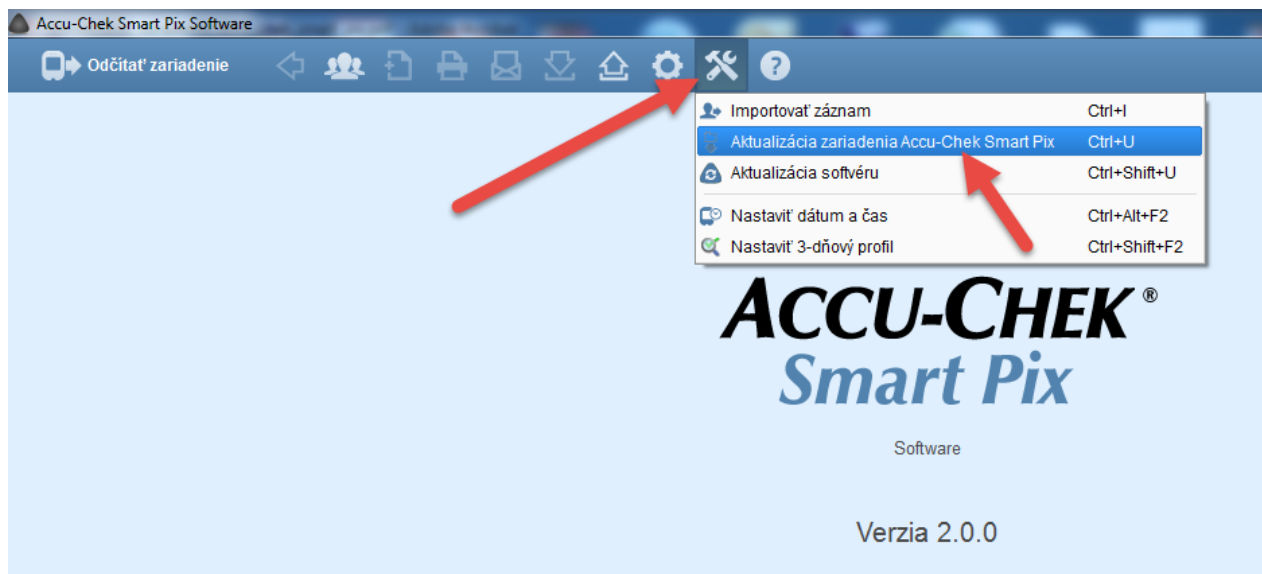 Accu-Chek Smart Pix Software
Odčítať zariadenie
Importovať záznam Ctrl+I
Aktualizácia zariadenia Accu-Chek Smart Pix Ctrl+U
Aktualizácia softvéru Ctrl+Shift+U
Nastaviť dátum a čas Ctrl+Alt+F2
Nastaviť 3-dňový profil Ctrl+Shift+F2
ACCU-CHEK®
Smart Pix
Software
Verzia 2.0.0